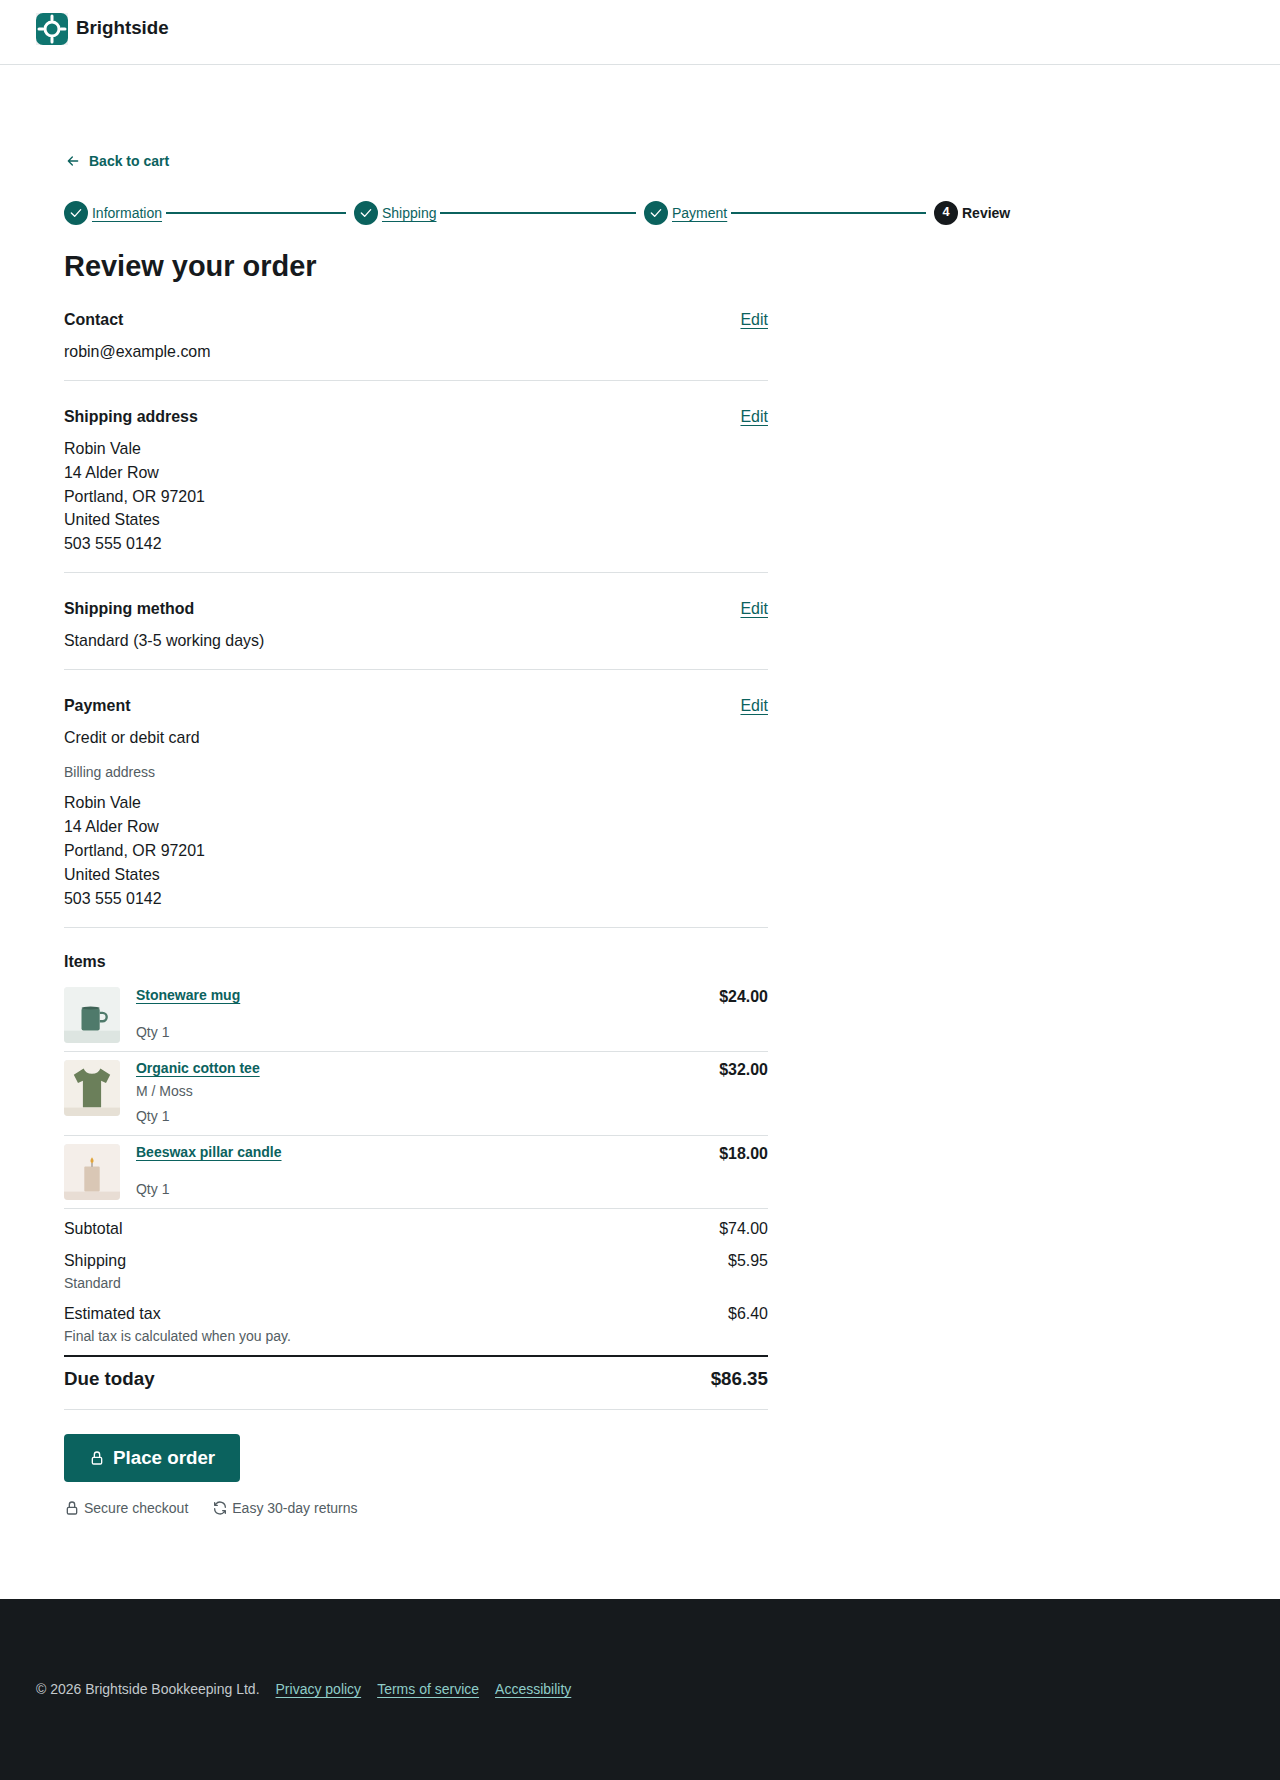 Brightside
Back to cart
Information
Shipping
Payment
4 Review
Review your order
Contact
Edit
robin@example.com
Shipping address
Edit
Robin Vale
14 Alder Row
Portland, OR 97201
United States
503 555 0142
Shipping method
Edit
Standard (3-5 working days)
Payment
Edit
Credit or debit card
Billing address
Robin Vale
14 Alder Row
Portland, OR 97201
United States
503 555 0142
Items
Stoneware mug
$24.00
Qty 1
Organic cotton tee
$32.00
M / Moss
Qty 1
Beeswax pillar candle
$18.00
Qty 1
Subtotal
$74.00
Shipping
$5.95
Standard
Estimated tax
$6.40
Final tax is calculated when you pay.
Due today
$86.35
Place order
Secure checkout
Easy 30-day returns
© 2026 Brightside Bookkeeping Ltd.
Privacy policy
Terms of service
Accessibility